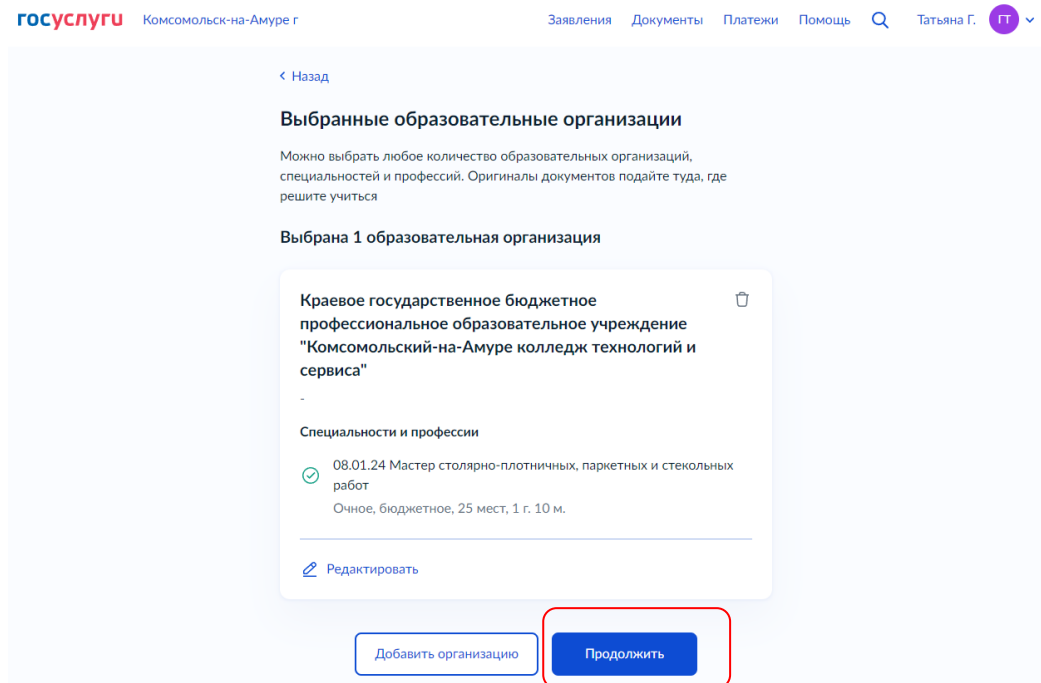 госуслуги Комсомольск-на-Амуре г Заявления Документы Платежи Помощь Татьяна Г. ГТ
Назад
Выбранные образовательные организации
Можно выбрать любое количество образовательных организаций,
специальностей и профессий. Оригиналы документов подайте туда, где
решите учиться
Выбрана 1 образовательная организация
Краевое государственное бюджетное
профессиональное образовательное учреждение
"Комсомольский-на-Амуре колледж технологий и
сервиса"
-
Специальности и профессии
08.01.24 Мастер столярно-плотничных, паркетных и стекольных
работ
Очное, бюджетное, 25 мест, 1 г. 10 м.
Редактировать
Добавить организацию Продолжить